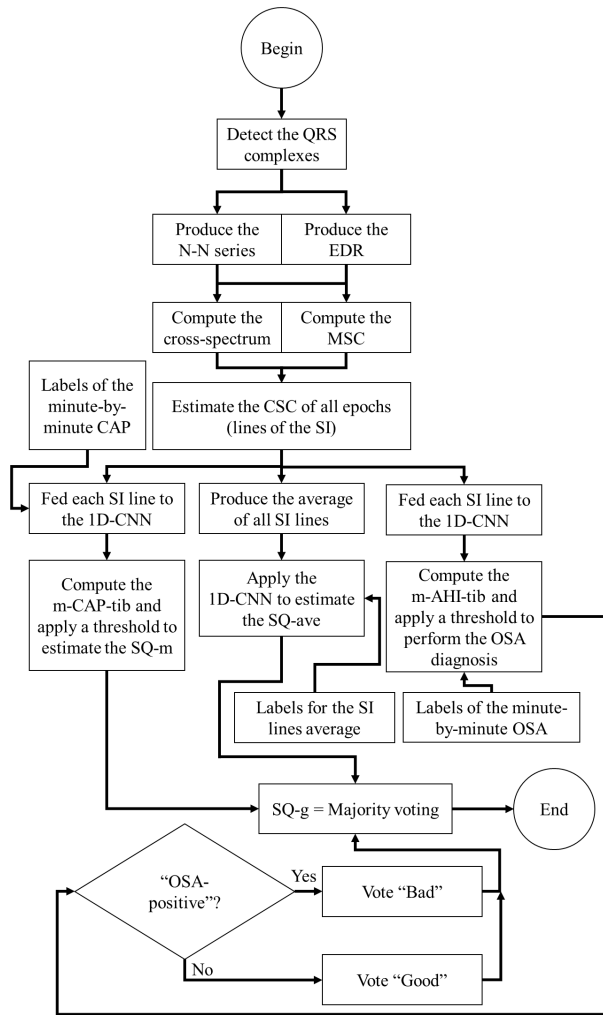 Begin
Detect the QRS
complexes
Produce the
N-N series
Produce the
EDR
Compute the
cross-spectrum
Compute the
MSC
Labels of the
minute-by-
minute CAP
Estimate the CSC of all epochs
(lines of the SI)
Fed each SI line to
the 1D-CNN
Produce the average
of all SI lines
Fed each SI line to
the 1D-CNN
Compute the
m-CAP-tib and
apply a threshold to
estimate the SQ-m
Apply the
1D-CNN to estimate
the SQ-ave
Compute the
m-AHI-tib and
apply a threshold to
perform the OSA
diagnosis
Labels for the SI
lines average
Labels of the minute-
by-minute OSA
SQ-g = Majority voting
End
“OSA-
positive”?
Yes
Vote “Bad”
No
Vote “Good”